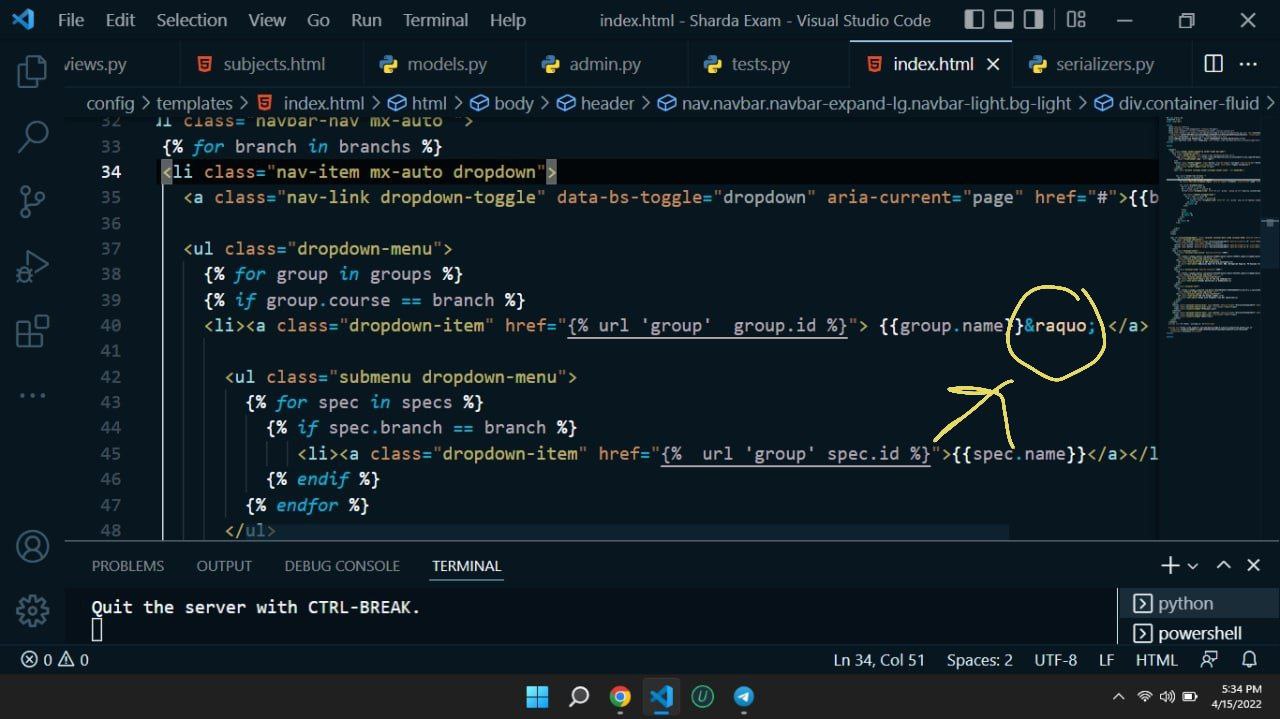 File Edit Selection View Go Run Terminal Help index.html - Sharda Exam - Visual Studio Code
views.py subjects.html models.py admin.py tests.py index.html serializers.py
config > templates > index.html > html > body > header > nav.navbar.navbar-expand-lg.navbar-light.bg-light > div.container-fluid >
32 ul class="navbar-nav mx-auto ">
33 {% for branch in branchs %}
34 <li class="nav-item mx-auto dropdown">
35 <a class="nav-link dropdown-toggle" data-bs-toggle="dropdown" aria-current="page" href="#">{{b
36
37 <ul class="dropdown-menu">
38 {% for group in groups %}
39 {% if group.course == branch %}
40 <li><a class="dropdown-item" href="{% url 'group'  group.id %}"> {{group.name}}&raquo; </a>
41
42 <ul class="submenu dropdown-menu">
43 {% for spec in specs %}
44 {% if spec.branch == branch %}
45 <li><a class="dropdown-item" href="{%  url 'group' spec.id %}">{{spec.name}}</a></l
46 {% endif %}
47 {% endfor %}
48 </ul>
PROBLEMS OUTPUT DEBUG CONSOLE TERMINAL
Quit the server with CTRL-BREAK.
python
powershell
0 0 Ln 34, Col 51 Spaces: 2 UTF-8 LF HTML
5:34 PM
4/15/2022